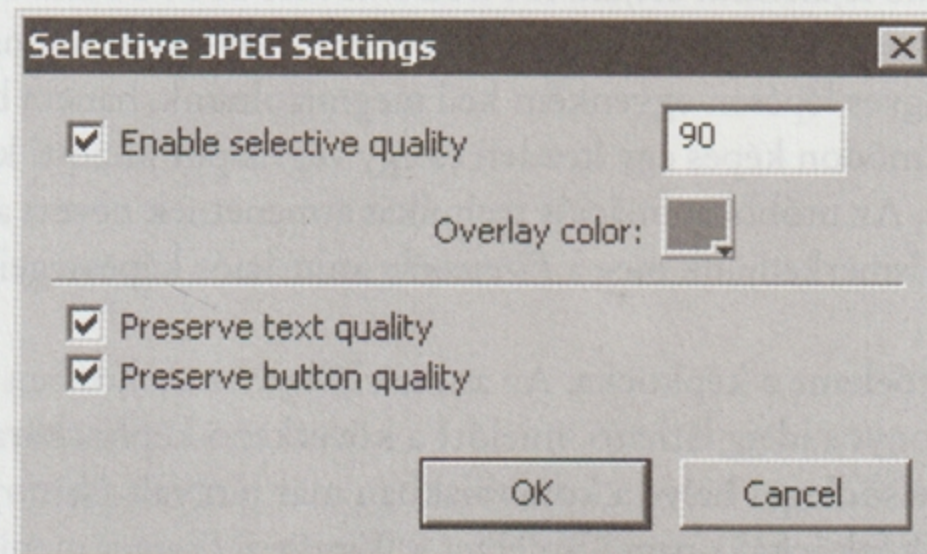 Selective JPEG Settings
Enable selective quality
90
Overlay color:
Preserve text quality
Preserve button quality
OK
Cancel